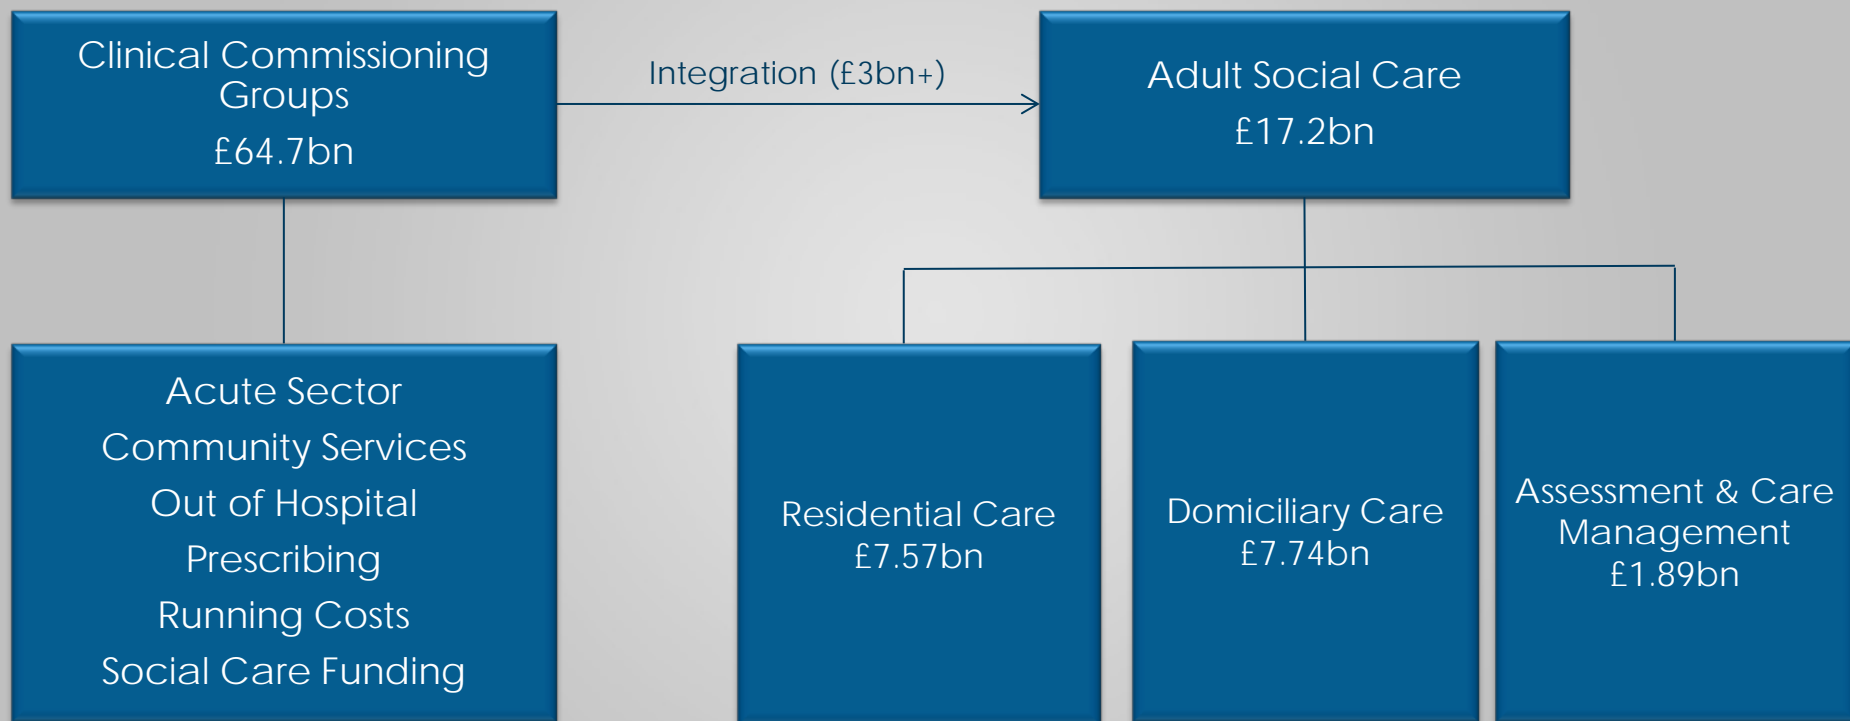 Clinical Commissioning
Groups
£64.7bn
Integration (£3bn+)
Adult Social Care
£17.2bn
Acute Sector
Community Services
Out of Hospital
Prescribing
Running Costs
Social Care Funding
Residential Care
£7.57bn
Domiciliary Care
£7.74bn
Assessment & Care
Management
£1.89bn